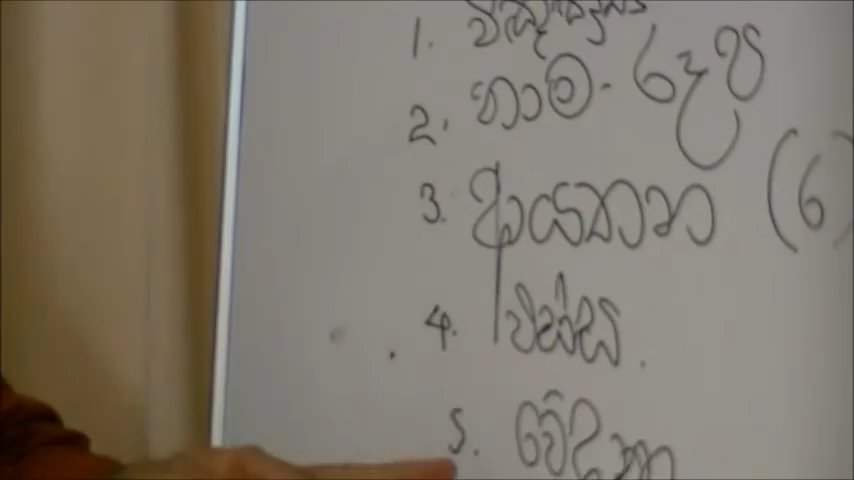 1. විඤ්ඤාණ
2. නාම - රූප
3. ආයතන (6)
4. ඵස්ස.
5. වේදනා